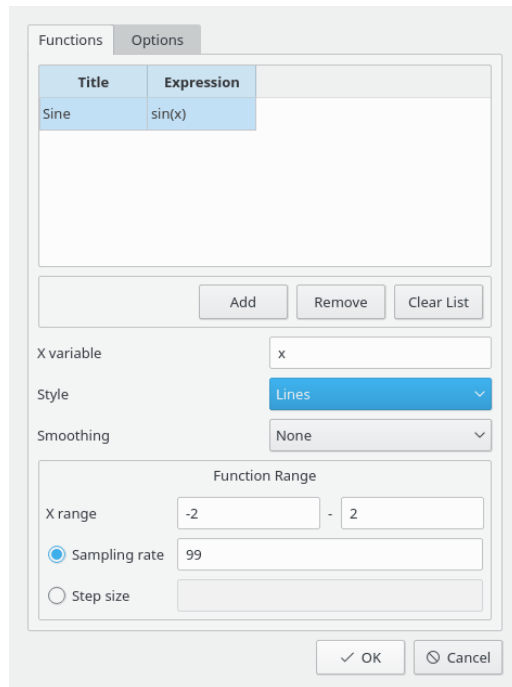 Functions Options
Title Expression
Sine sin(x)
Add Remove Clear List
X variable x
Style Lines
Smoothing None
Function Range
X range -2 - 2
Sampling rate 99
Step size
OK Cancel